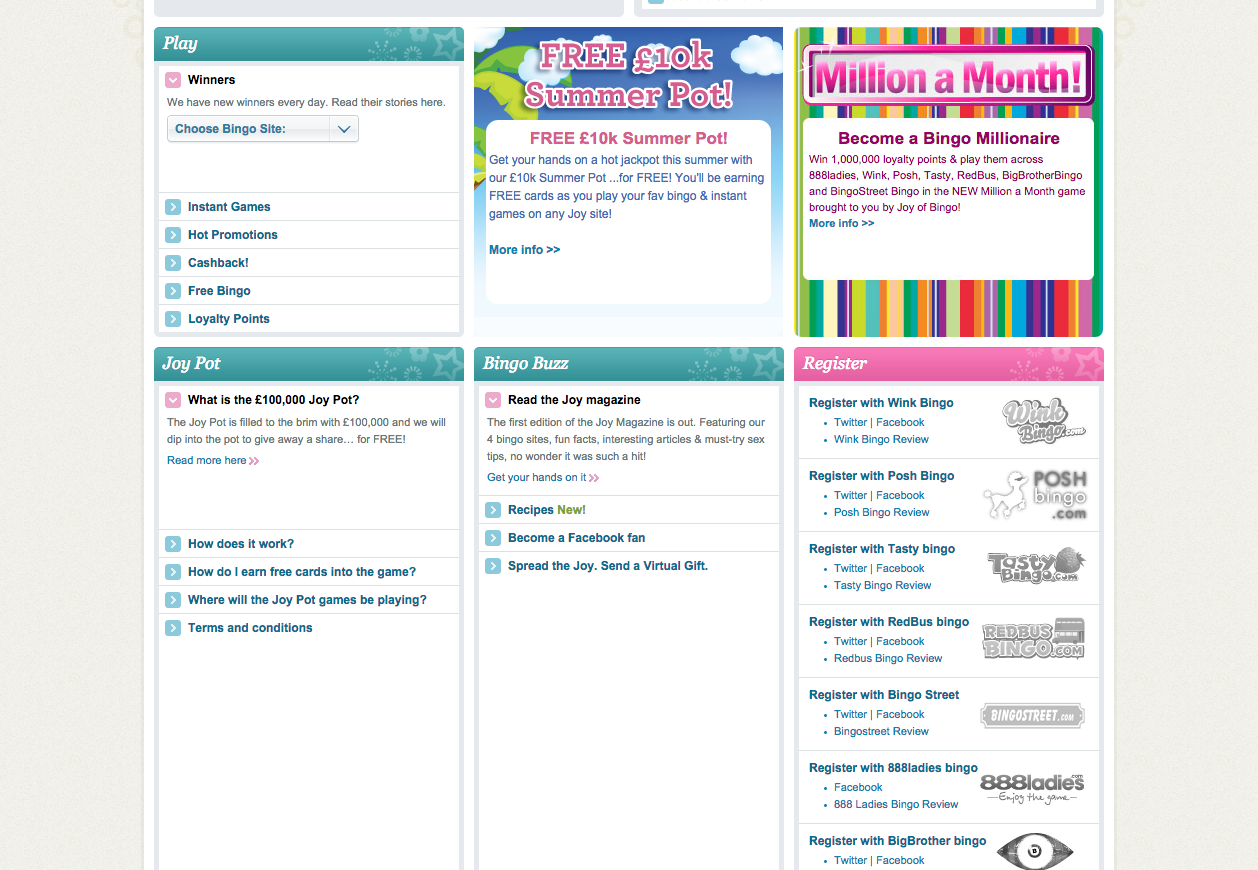 Play
Winners
We have new winners every day. Read their stories here.
Choose Bingo Site:
Instant Games
Hot Promotions
Cashback!
Free Bingo
Loyalty Points
FREE £10k
Summer Pot!
FREE £10k Summer Pot!
Get your hands on a hot jackpot this summer with
our £10k Summer Pot ...for FREE! You'll be earning
FREE cards as you play your fav bingo & instant
games on any Joy site!
More info >>
Million a Month!
Become a Bingo Millionaire
Win 1,000,000 loyalty points & play them across
888ladies, Wink, Posh, Tasty, RedBus, BigBrotherBingo
and BingoStreet Bingo in the NEW Million a Month game
brought to you by Joy of Bingo!
More info >>
Joy Pot
What is the £100,000 Joy Pot?
The Joy Pot is filled to the brim with £100,000 and we will
dip into the pot to give away a share… for FREE!
Read more here
How does it work?
How do I earn free cards into the game?
Where will the Joy Pot games be playing?
Terms and conditions
Bingo Buzz
Read the Joy magazine
The first edition of the Joy Magazine is out. Featuring our
4 bingo sites, fun facts, interesting articles & must-try sex
tips, no wonder it was such a hit!
Get your hands on it
Recipes New!
Become a Facebook fan
Spread the Joy. Send a Virtual Gift.
Register
Register with Wink Bingo
Twitter | Facebook
Wink Bingo Review
Wink
Bingo.com
Register with Posh Bingo
Twitter | Facebook
Posh Bingo Review
POSH
bingo
.com
Register with Tasty bingo
Twitter | Facebook
Tasty Bingo Review
Tasty
Bingo.com
Register with RedBus bingo
Twitter | Facebook
Redbus Bingo Review
REDBUS
BINGO.COM
Register with Bingo Street
Twitter | Facebook
Bingostreet Review
BINGOSTREET.COM
Register with 888ladies bingo
Facebook
888 Ladies Bingo Review
888ladies.com
Enjoy the game
Register with BigBrother bingo
Twitter | Facebook